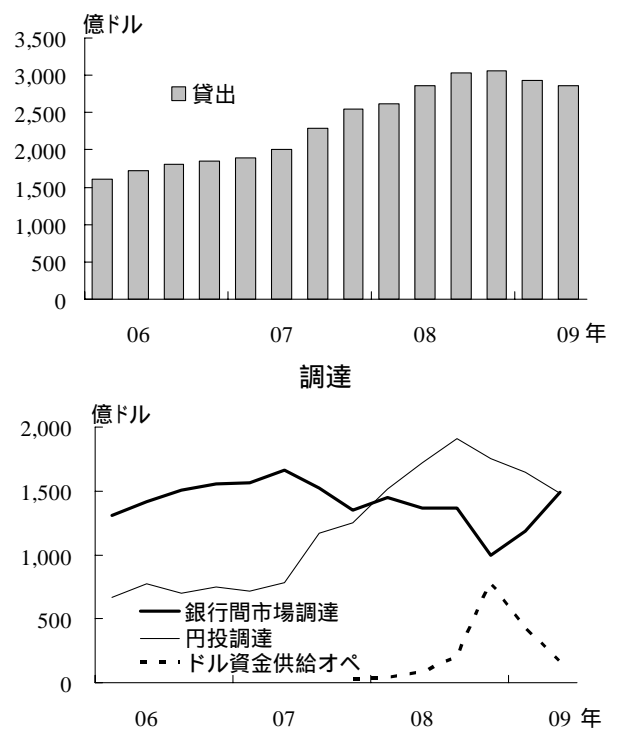 億ドル
3,500
3,000
2,500
2,000
1,500
1,000
500
0
貸出
06 07 08 09 年
調達
億ドル
2,000
1,500
1,000
500
0
銀行間市場調達
円投調達
ドル資金供給オペ
06 07 08 09 年